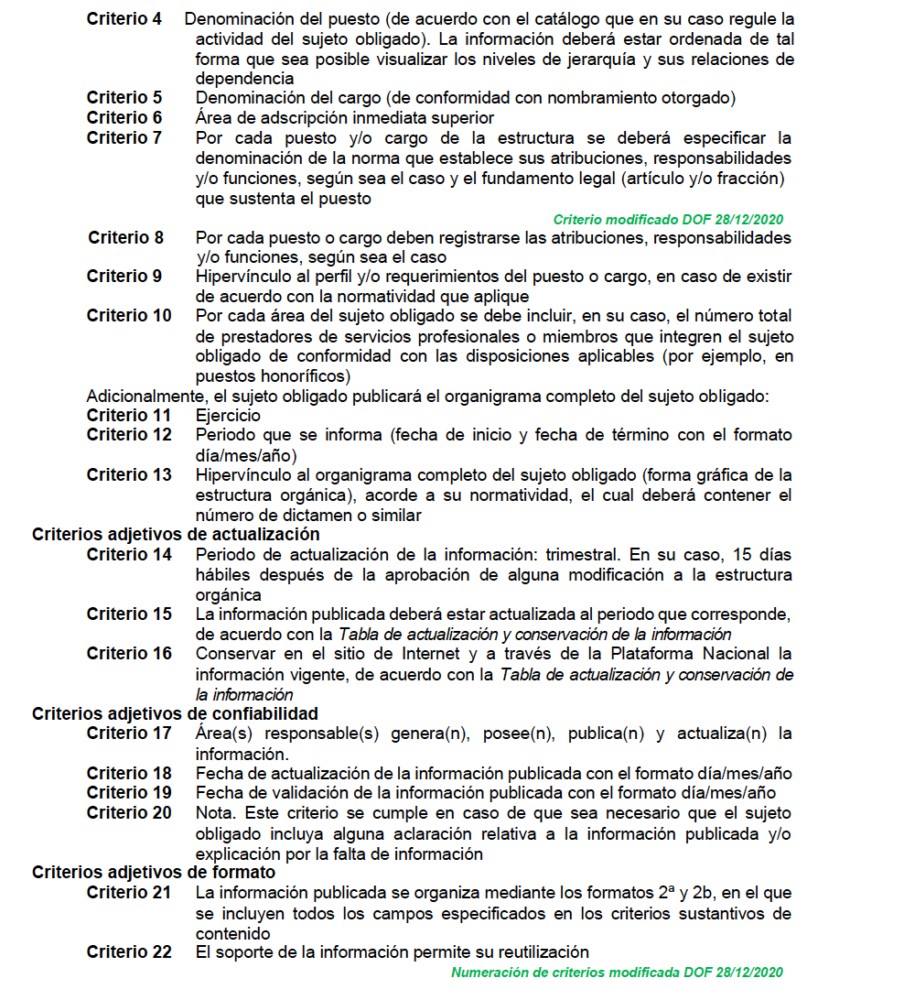 Criterio 4 Denominación del puesto (de acuerdo con el catálogo que en su caso regule la
actividad del sujeto obligado). La información deberá estar ordenada de tal
forma que sea posible visualizar los niveles de jerarquía y sus relaciones de
dependencia
Criterio 5 Denominación del cargo (de conformidad con nombramiento otorgado)
Criterio 6 Área de adscripción inmediata superior
Criterio 7 Por cada puesto y/o cargo de la estructura se deberá especificar la
denominación de la norma que establece sus atribuciones, responsabilidades
y/o funciones, según sea el caso y el fundamento legal (artículo y/o fracción)
que sustenta el puesto
Criterio modificado DOF 28/12/2020
Criterio 8 Por cada puesto o cargo deben registrarse las atribuciones, responsabilidades
y/o funciones, según sea el caso
Criterio 9 Hipervínculo al perfil y/o requerimientos del puesto o cargo, en caso de existir
de acuerdo con la normatividad que aplique
Criterio 10 Por cada área del sujeto obligado se debe incluir, en su caso, el número total
de prestadores de servicios profesionales o miembros que integren el sujeto
obligado de conformidad con las disposiciones aplicables (por ejemplo, en
puestos honoríficos)
Adicionalmente, el sujeto obligado publicará el organigrama completo del sujeto obligado:
Criterio 11 Ejercicio
Criterio 12 Periodo que se informa (fecha de inicio y fecha de término con el formato
día/mes/año)
Criterio 13 Hipervínculo al organigrama completo del sujeto obligado (forma gráfica de la
estructura orgánica), acorde a su normatividad, el cual deberá contener el
número de dictamen o similar
Criterios adjetivos de actualización
Criterio 14 Periodo de actualización de la información: trimestral. En su caso, 15 días
hábiles después de la aprobación de alguna modificación a la estructura
orgánica
Criterio 15 La información publicada deberá estar actualizada al periodo que corresponde,
de acuerdo con la Tabla de actualización y conservación de la información
Criterio 16 Conservar en el sitio de Internet y a través de la Plataforma Nacional la
información vigente, de acuerdo con la Tabla de actualización y conservación de
la información
Criterios adjetivos de confiabilidad
Criterio 17 Área(s) responsable(s) genera(n), posee(n), publica(n) y actualiza(n) la
información.
Criterio 18 Fecha de actualización de la información publicada con el formato día/mes/año
Criterio 19 Fecha de validación de la información publicada con el formato día/mes/año
Criterio 20 Nota. Este criterio se cumple en caso de que sea necesario que el sujeto
obligado incluya alguna aclaración relativa a la información publicada y/o
explicación por la falta de información
Criterios adjetivos de formato
Criterio 21 La información publicada se organiza mediante los formatos 2ª y 2b, en el que
se incluyen todos los campos especificados en los criterios sustantivos de
contenido
Criterio 22 El soporte de la información permite su reutilización
Numeración de criterios modificada DOF 28/12/2020